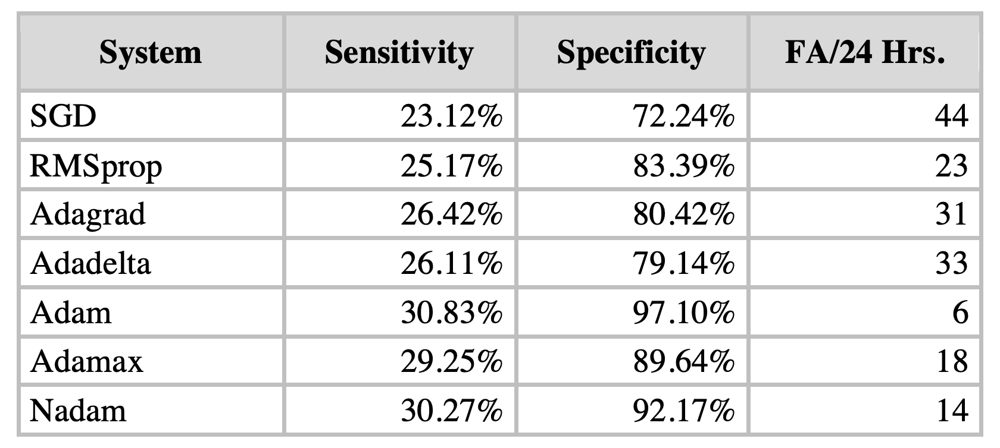 System Sensitivity Specificity FA/24 Hrs.
SGD 23.12% 72.24% 44
RMSprop 25.17% 83.39% 23
Adagrad 26.42% 80.42% 31
Adadelta 26.11% 79.14% 33
Adam 30.83% 97.10% 6
Adamax 29.25% 89.64% 18
Nadam 30.27% 92.17% 14